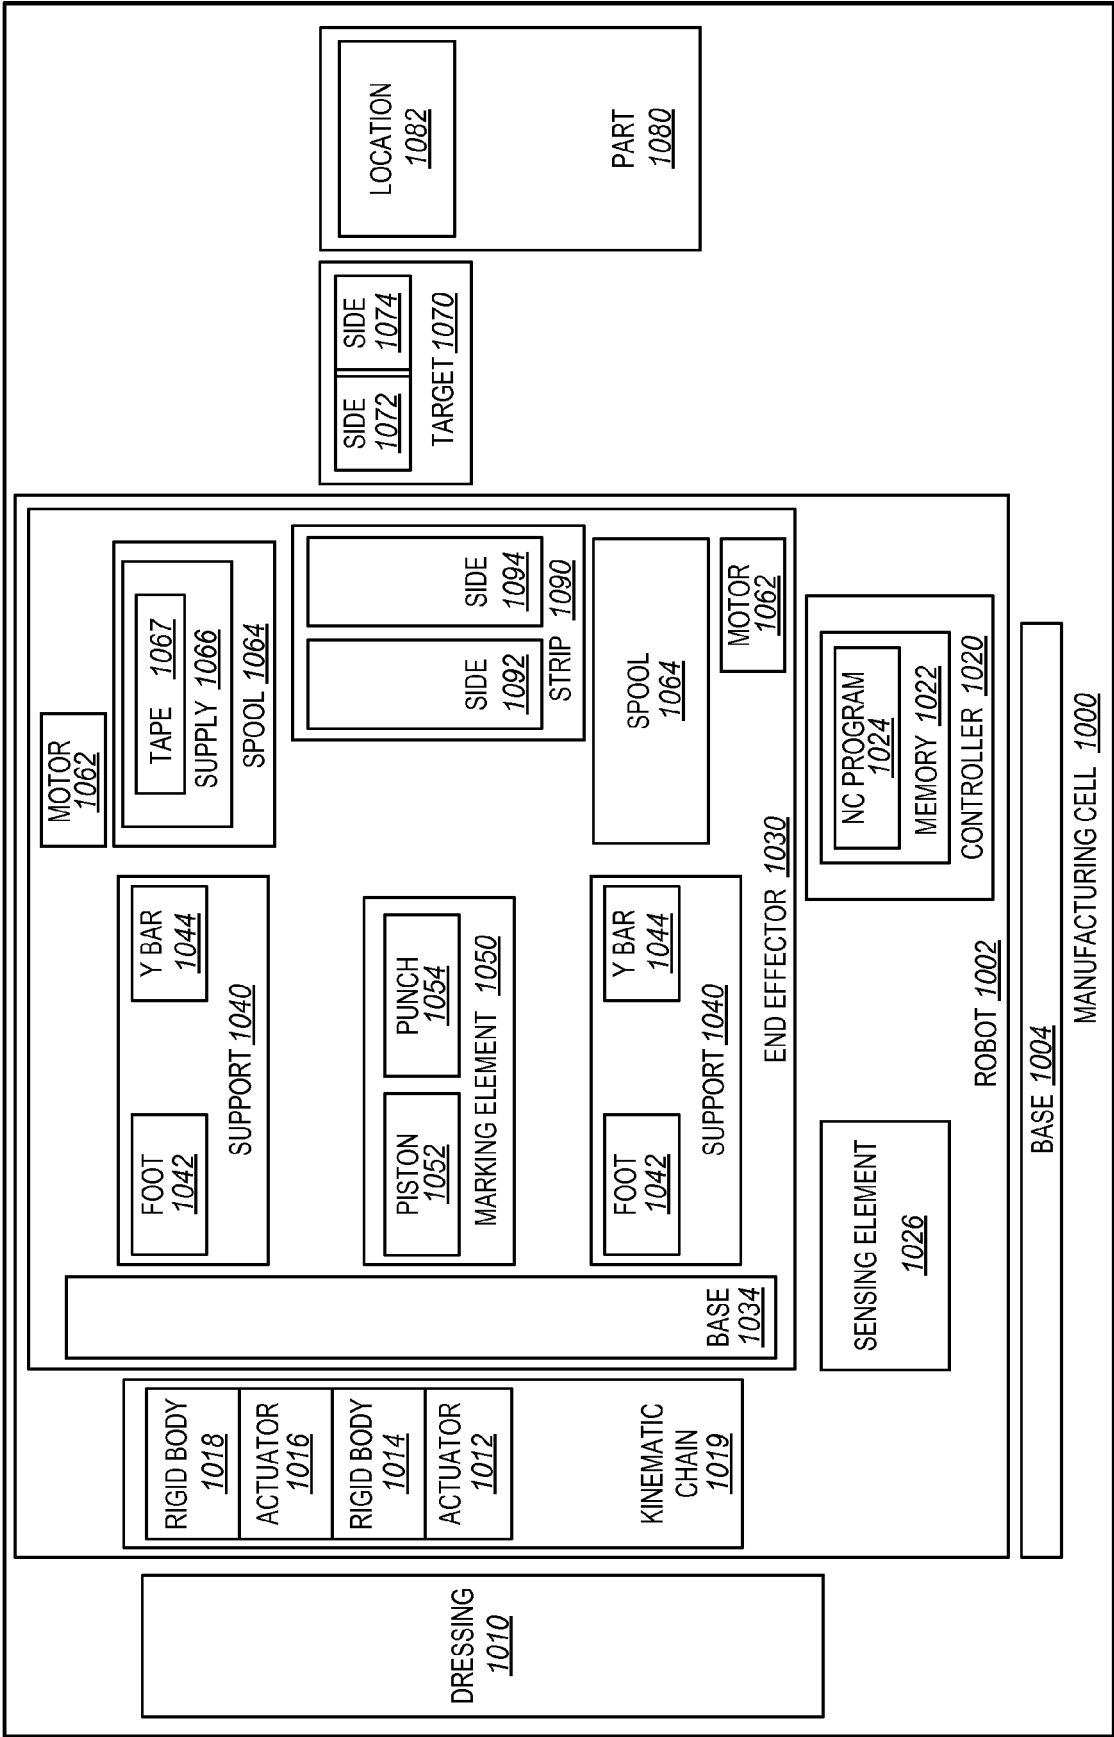 DRESSING
1010
RIGID BODY
1018
ACTUATOR
1016
RIGID BODY
1014
ACTUATOR
1012
KINEMATIC
CHAIN
1019
BASE
1034
FOOT
1042
Y BAR
1044
SUPPORT 1040
PISTON
1052
PUNCH
1054
MARKING ELEMENT 1050
FOOT
1042
Y BAR
1044
SUPPORT 1040
MOTOR
1062
TAPE 1067
SUPPLY 1066
SPOOL 1064
SIDE
1092
SIDE
1094
STRIP 1090
SPOOL
1064
MOTOR
1062
END EFFECTOR 1030
SENSING ELEMENT
1026
NC PROGRAM
1024
MEMORY 1022
CONTROLLER 1020
ROBOT 1002
BASE 1004
SIDE
1072
SIDE
1074
TARGET 1070
LOCATION
1082
PART
1080
MANUFACTURING CELL 1000